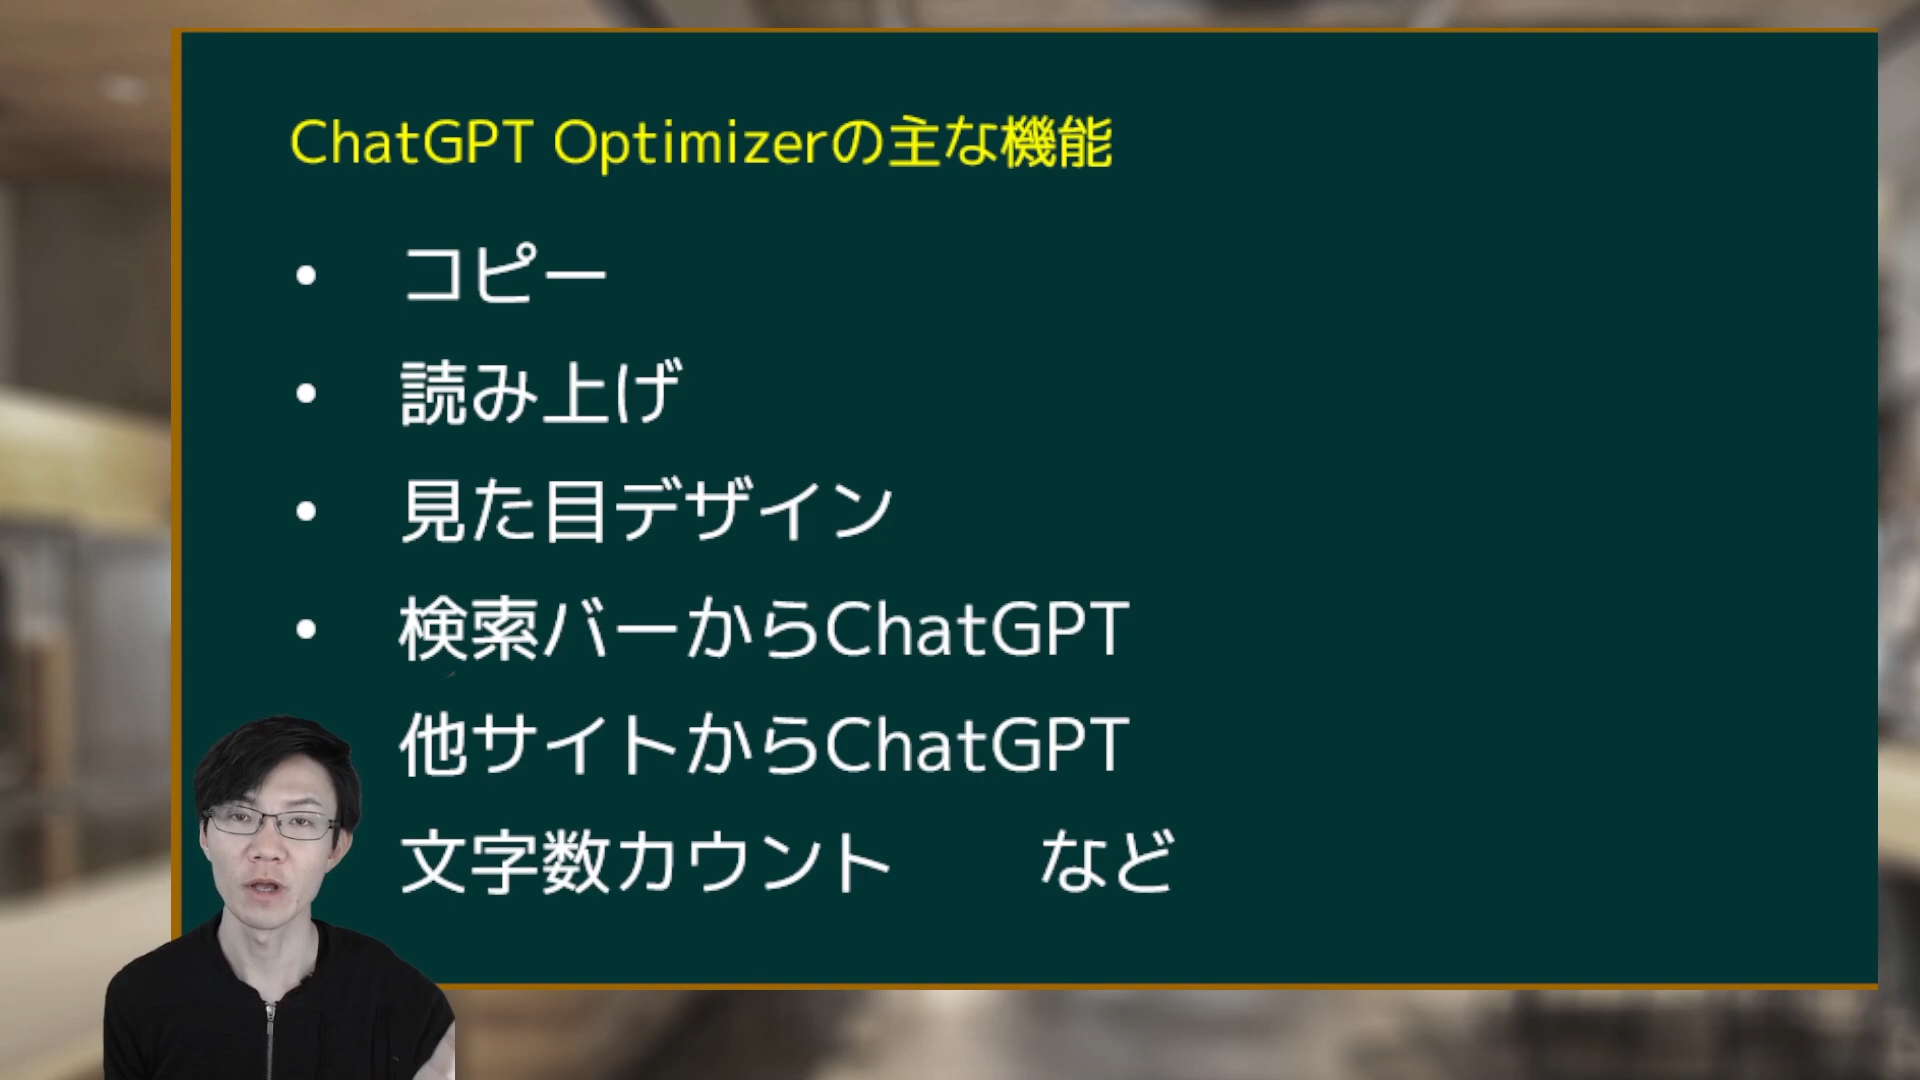 ChatGPT Optimizerの主な機能
• コピー
• 読み上げ
• 見た目デザイン
• 検索バーからChatGPT
他サイトからChatGPT
文字数カウント　　など